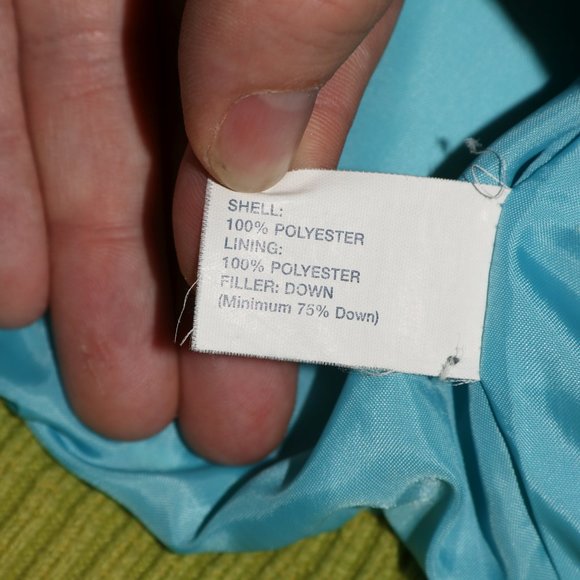 SHELL:
100% POLYESTER
LINING:
100% POLYESTER
FILLER: DOWN
(Minimum 75% Down)